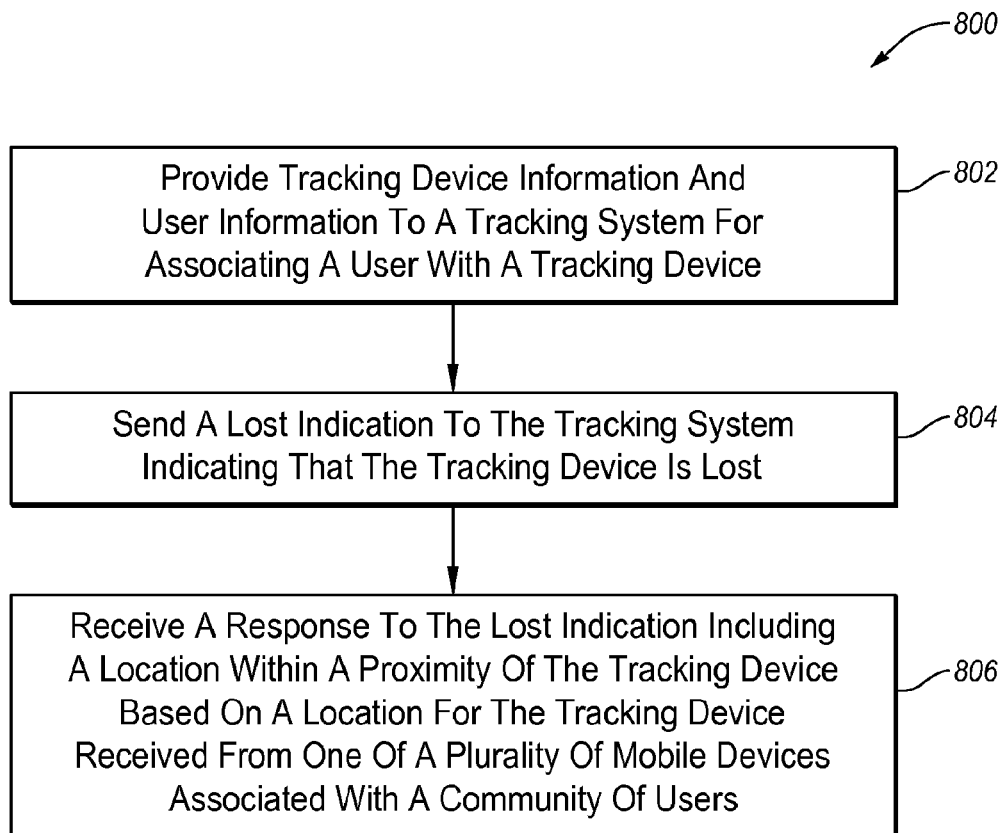 800
Provide Tracking Device Information And
User Information To A Tracking System For
Associating A User With A Tracking Device
802
Send A Lost Indication To The Tracking System
Indicating That The Tracking Device Is Lost
804
Receive A Response To The Lost Indication Including
A Location Within A Proximity Of The Tracking Device
Based On A Location For The Tracking Device
Received From One Of A Plurality Of Mobile Devices
Associated With A Community Of Users
806